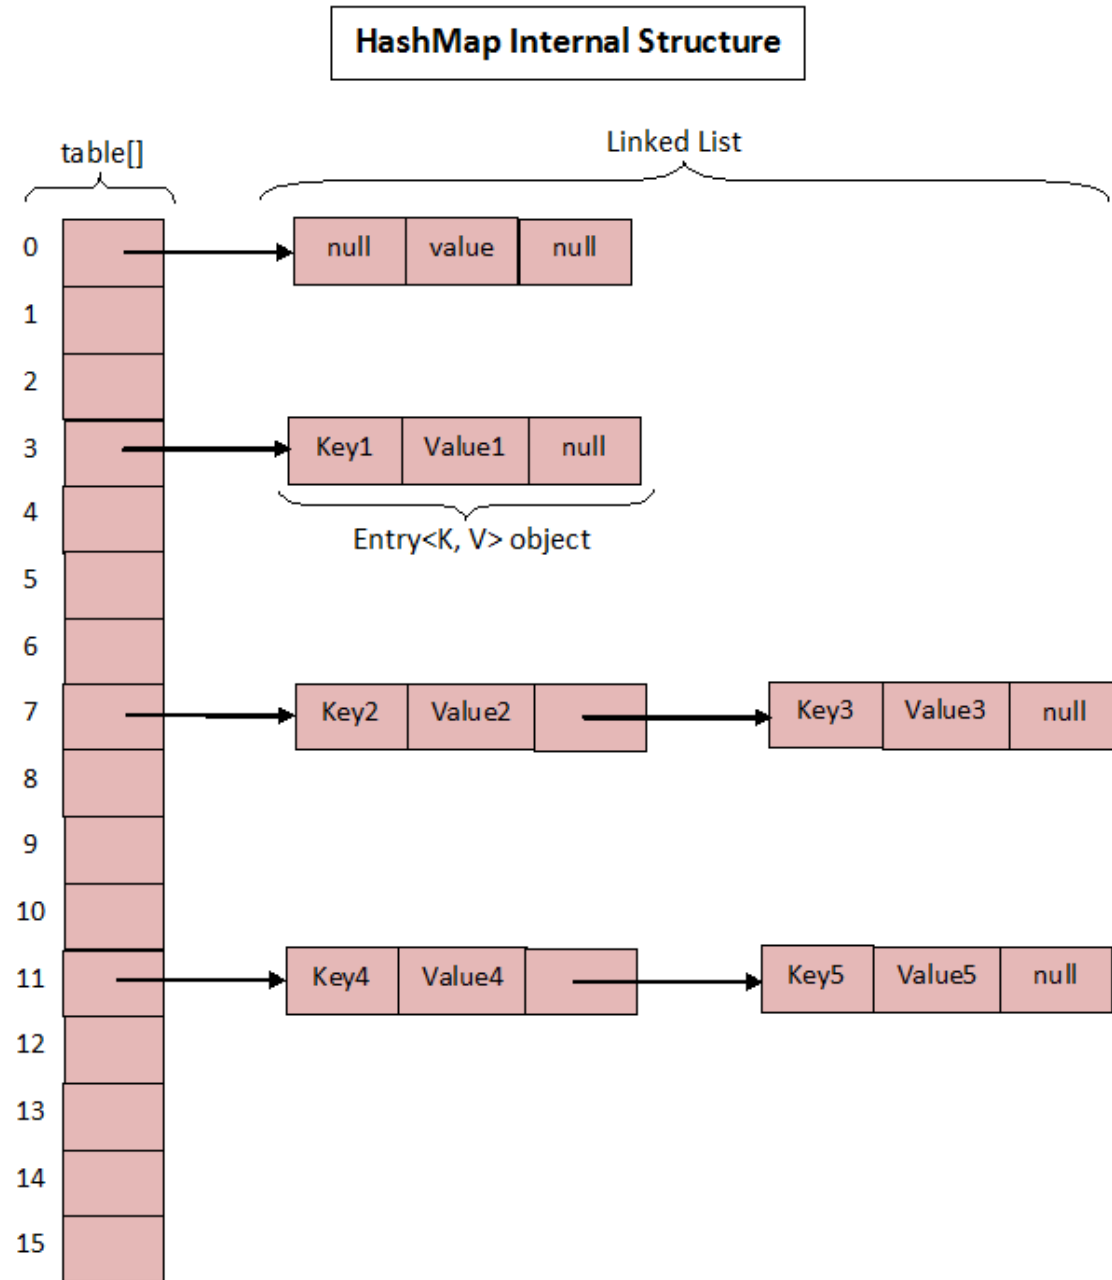 HashMap Internal Structure
table[]
Linked List
0 null value null
1
2
3 Key1 Value1 null
4
Entry<K, V> object
5
6
7 Key2 Value2 Key3 Value3 null
8
9
10
11 Key4 Value4 Key5 Value5 null
12
13
14
15